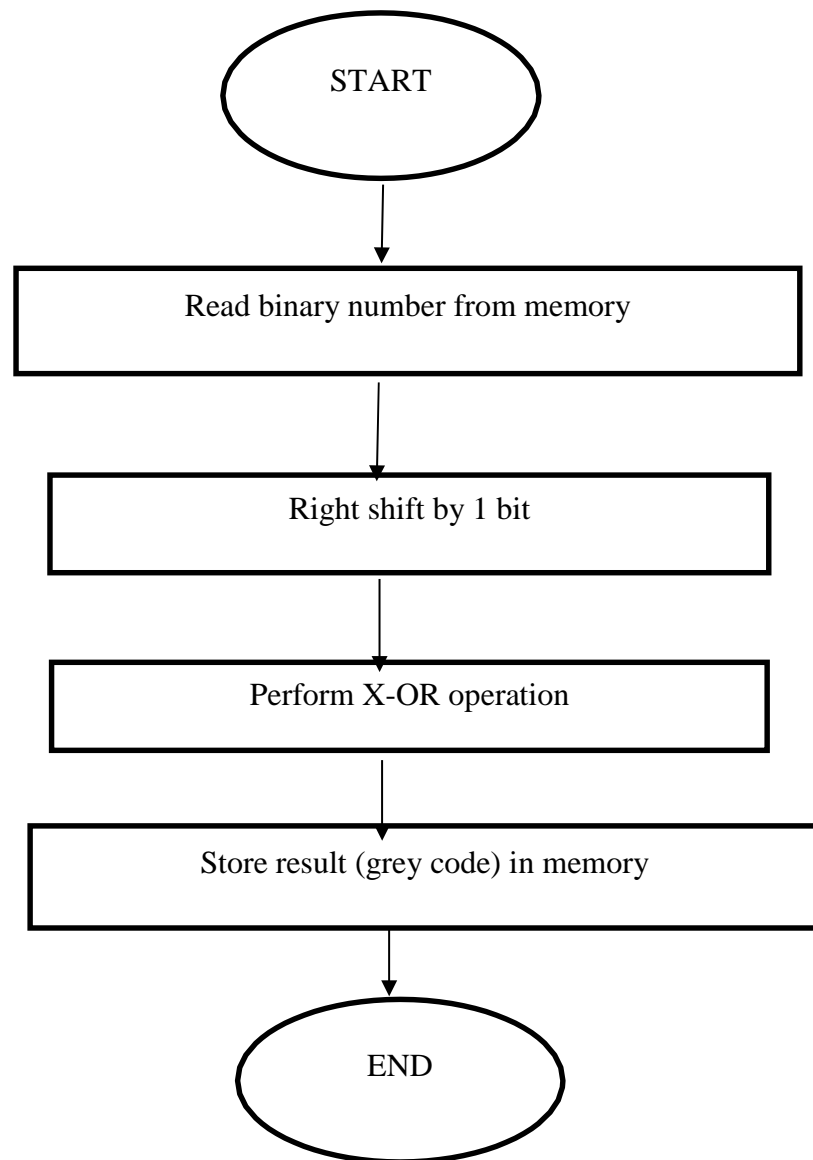 START
Read binary number from memory
Right shift by 1 bit
Perform X-OR operation
Store result (grey code) in memory
END